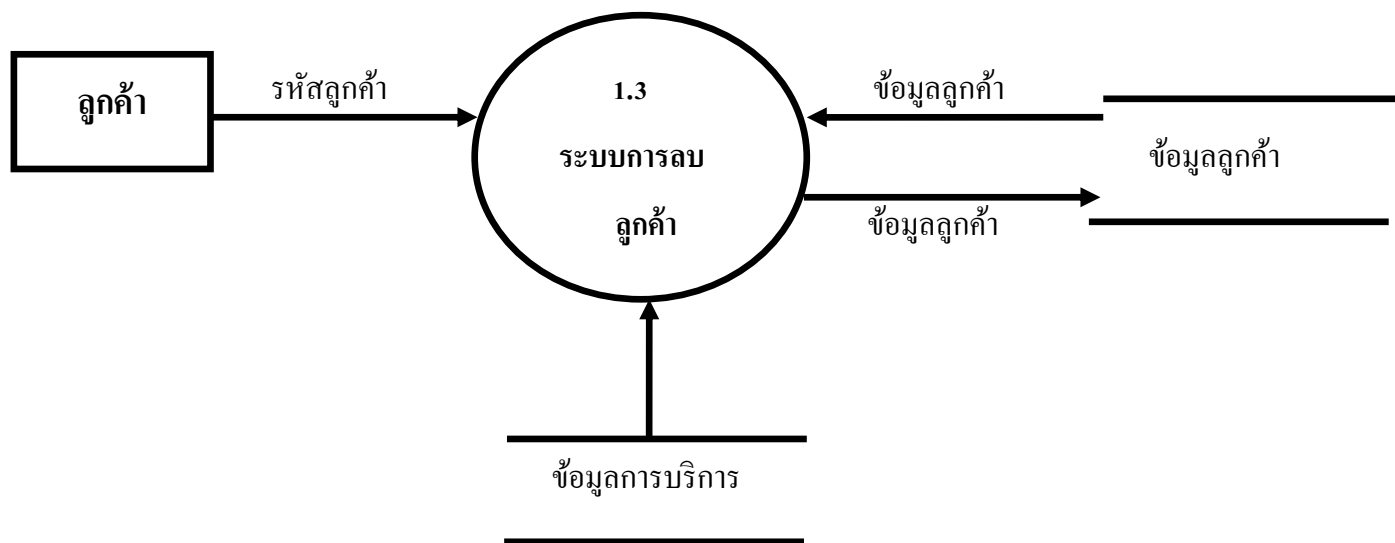 ลูกค้า
รหัสลูกค้า
1.3
ระบบการลบ
ลูกค้า
ข้อมูลลูกค้า
ข้อมูลลูกค้า
ข้อมูลลูกค้า
ข้อมูลการบริการ